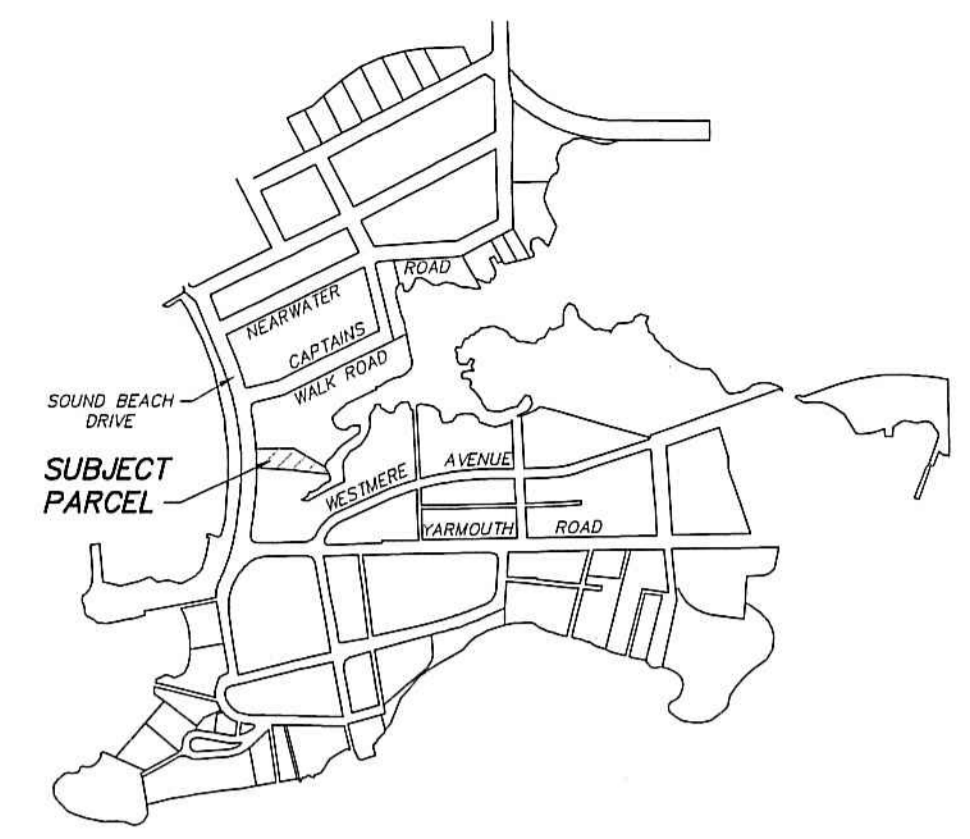 ROAD
NEARWATER
CAPTAINS
WALK ROAD
SOUND BEACH
DRIVE
SUBJECT
PARCEL
WESTMERE AVENUE
YARMOUTH ROAD